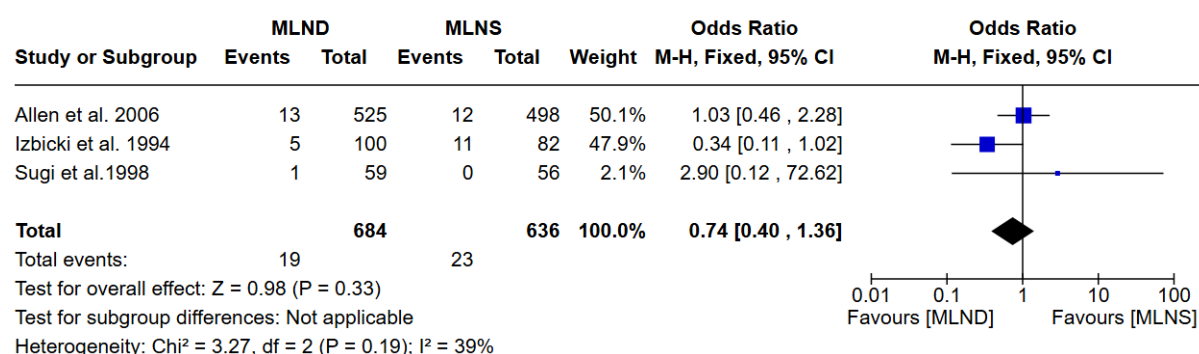 MLND MLNS Odds Ratio Odds Ratio
Study or Subgroup Events Total Events Total Weight M-H, Fixed, 95% CI M-H, Fixed, 95% CI
Allen et al. 2006 13 525 12 498 50.1% 1.03 [0.46 , 2.28]
Izbicki et al. 1994 5 100 11 82 47.9% 0.34 [0.11 , 1.02]
Sugi et al.1998 1 59 0 56 2.1% 2.90 [0.12 , 72.62]
Total 684 636 100.0% 0.74 [0.40 , 1.36]
Total events: 19 23
Test for overall effect: Z = 0.98 (P = 0.33)
0.01 0.1 1 10 100
Test for subgroup differences: Not applicable
Favours [MLND] Favours [MLNS]
Heterogeneity: Chi² = 3.27, df = 2 (P = 0.19); I² = 39%